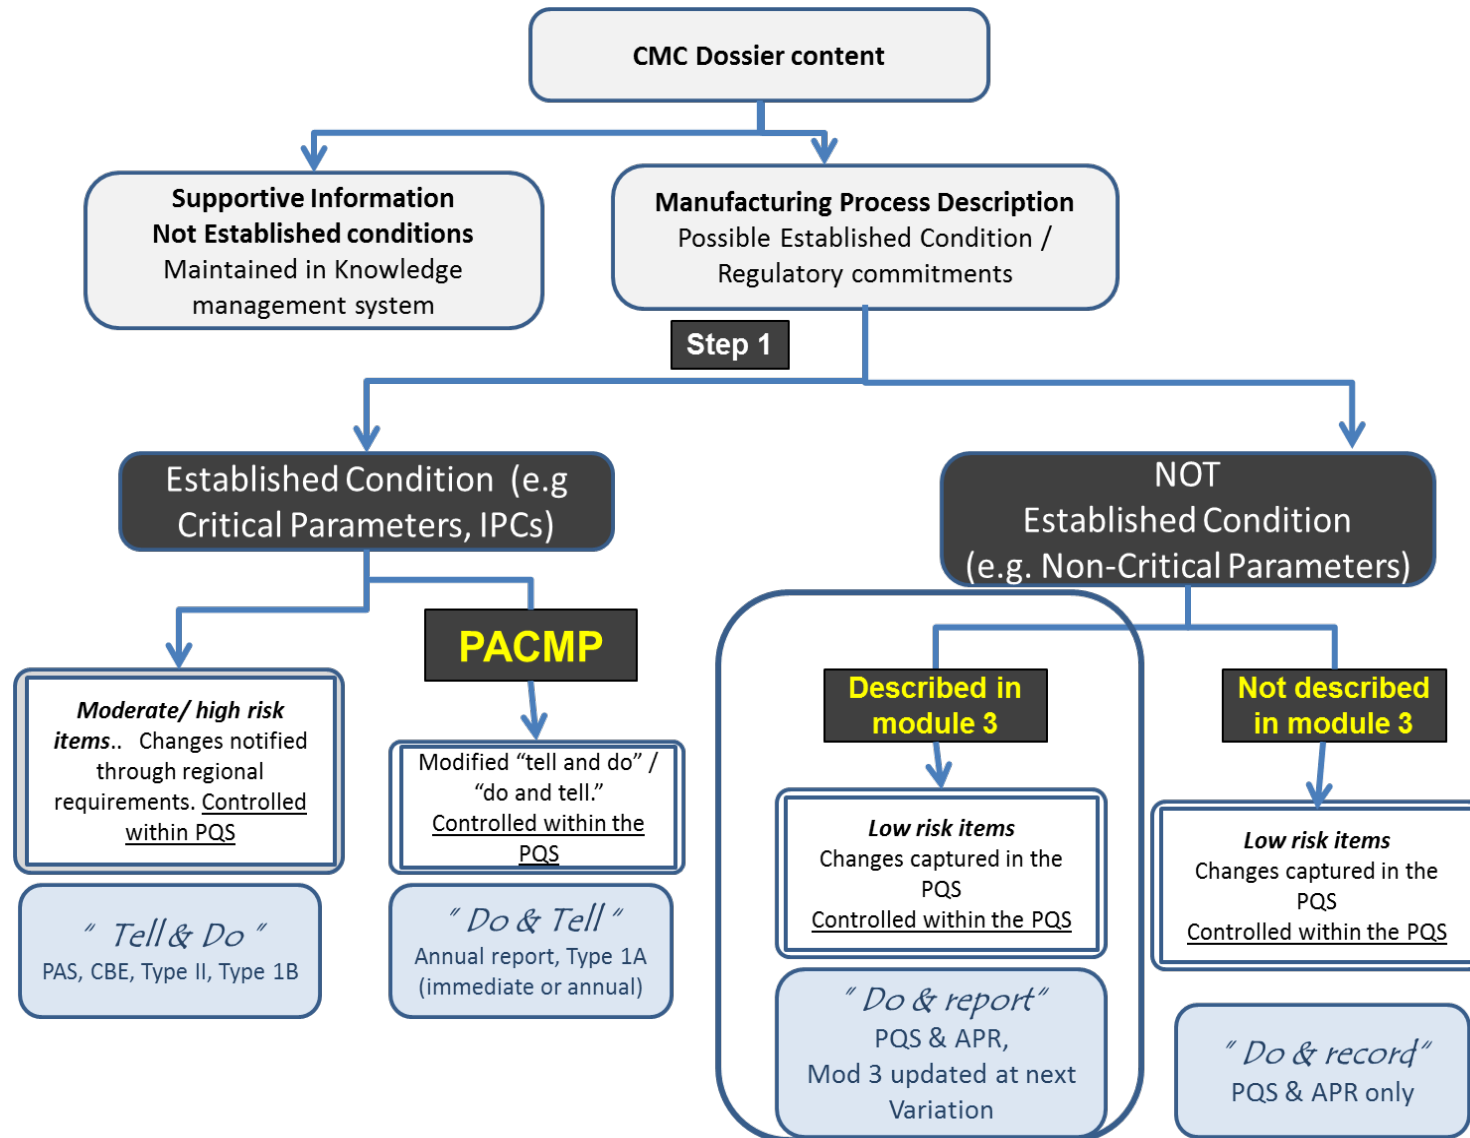 CMC Dossier content
Supportive Information
Not Established conditions
Maintained in Knowledge
management system
Manufacturing Process Description
Possible Established Condition /
Regulatory commitments
Step 1
Established Condition (e.g
Critical Parameters, IPCs)
NOT
Established Condition
(e.g. Non-Critical Parameters)
PACMP
Described in
module 3
Not described
in module 3
Moderate/ high risk
items.. Changes notified
through regional
requirements. Controlled
within PQS
Modified “tell and do” /
“do and tell.”
Controlled within the
PQS
Low risk items
Changes captured in the
PQS
Controlled within the PQS
Low risk items
Changes captured in the
PQS
Controlled within the PQS
" Tell & Do "
PAS, CBE, Type II, Type 1B
" Do & Tell "
Annual report, Type 1A
(immediate or annual)
" Do & report"
PQS & APR,
Mod 3 updated at next
Variation
" Do & record"
PQS & APR only